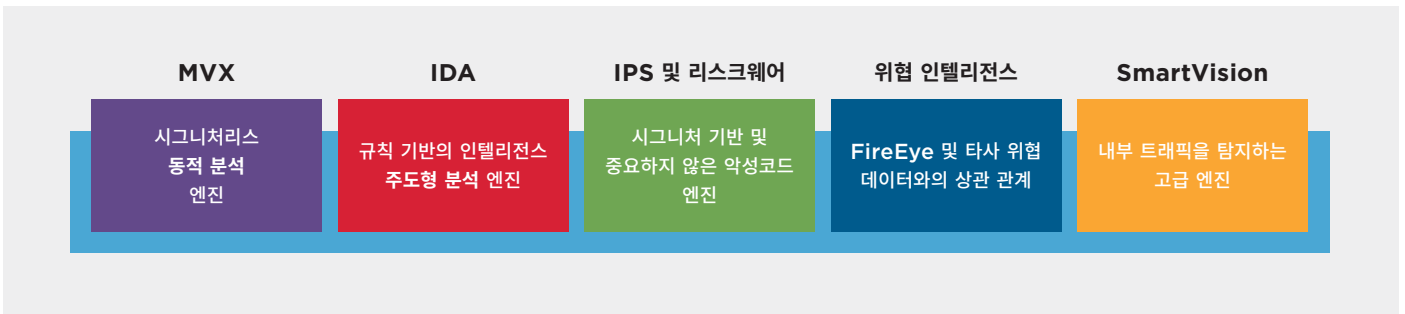 MVX
시그니처리스
동적 분석
엔진
IDA
규칙 기반의 인텔리전스
주도형 분석 엔진
IPS 및 리스크웨어
시그니처 기반 및
중요하지 않은 악성코드
엔진
위협 인텔리전스
FireEye 및 타사 위협
데이터와의 상관 관계
SmartVision
내부 트래픽을 탐지하는
고급 엔진